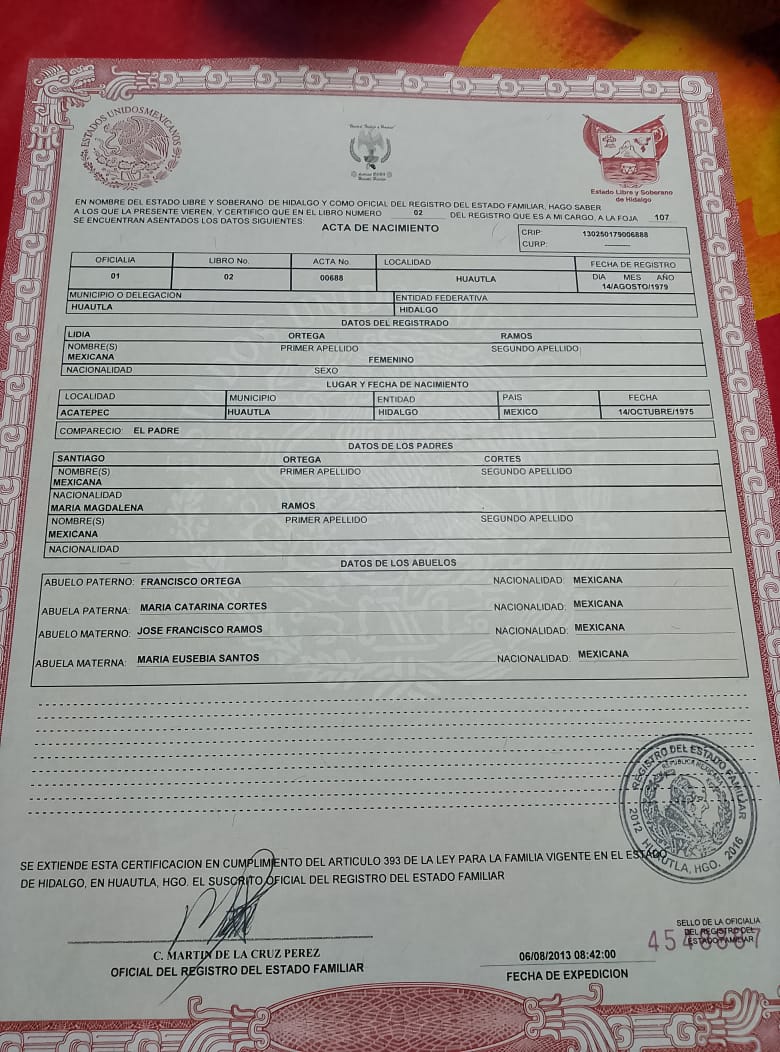 ESTADOS UNIDOS MEXICANOS
Estado Libre y Soberano
de Hidalgo
EN NOMBRE DEL ESTADO LIBRE Y SOBERANO DE HIDALGO Y COMO OFICIAL DEL REGISTRO DEL ESTADO FAMILIAR, HAGO SABER
A LOS QUE LA PRESENTE VIEREN, Y CERTIFICO QUE EN EL LIBRO NUMERO 02 DEL REGISTRO QUE ES A MI CARGO, A LA FOJA 107
SE ENCUENTRAN ASENTADOS LOS DATOS SIGUIENTES:
ACTA DE NACIMIENTO
CRIP: 130250179006888
CURP: ----------
OFICIALIA LIBRO No. ACTA No. LOCALIDAD FECHA DE REGISTRO
01 02 00688 HUAUTLA DIA MES AÑO
14/AGOSTO/1979
MUNICIPIO O DELEGACION ENTIDAD FEDERATIVA
HUAUTLA HIDALGO
DATOS DEL REGISTRADO
LIDIA ORTEGA RAMOS
NOMBRE(S) PRIMER APELLIDO SEGUNDO APELLIDO
MEXICANA FEMENINO
NACIONALIDAD SEXO
LUGAR Y FECHA DE NACIMIENTO
LOCALIDAD MUNICIPIO ENTIDAD PAIS FECHA
ACATEPEC HUAUTLA HIDALGO MEXICO 14/OCTUBRE/1975
COMPARECIO: EL PADRE
DATOS DE LOS PADRES
SANTIAGO ORTEGA CORTES
NOMBRE(S) PRIMER APELLIDO SEGUNDO APELLIDO
MEXICANA
NACIONALIDAD
MARIA MAGDALENA RAMOS
NOMBRE(S) PRIMER APELLIDO SEGUNDO APELLIDO
MEXICANA
NACIONALIDAD
DATOS DE LOS ABUELOS
ABUELO PATERNO: FRANCISCO ORTEGA NACIONALIDAD: MEXICANA
ABUELA PATERNA: MARIA CATARINA CORTES NACIONALIDAD: MEXICANA
ABUELO MATERNO: JOSE FRANCISCO RAMOS NACIONALIDAD: MEXICANA
ABUELA MATERNA: MARIA EUSEBIA SANTOS NACIONALIDAD: MEXICANA
REGISTRO DEL ESTADO FAMILIAR
REPUBLICA MEXICANA
2012 HUAUTLA, HGO. 2016
SE EXTIENDE ESTA CERTIFICACION EN CUMPLIMIENTO DEL ARTICULO 393 DE LA LEY PARA LA FAMILIA VIGENTE EN EL ESTADO
DE HIDALGO, EN HUAUTLA, HGO. EL SUSCRITO OFICIAL DEL REGISTRO DEL ESTADO FAMILIAR
C. MARTIN DE LA CRUZ PEREZ
OFICIAL DEL REGISTRO DEL ESTADO FAMILIAR
06/08/2013 08:42:00
FECHA DE EXPEDICION
SELLO DE LA OFICIALIA
DEL REGISTRO DEL
ESTADO FAMILIAR